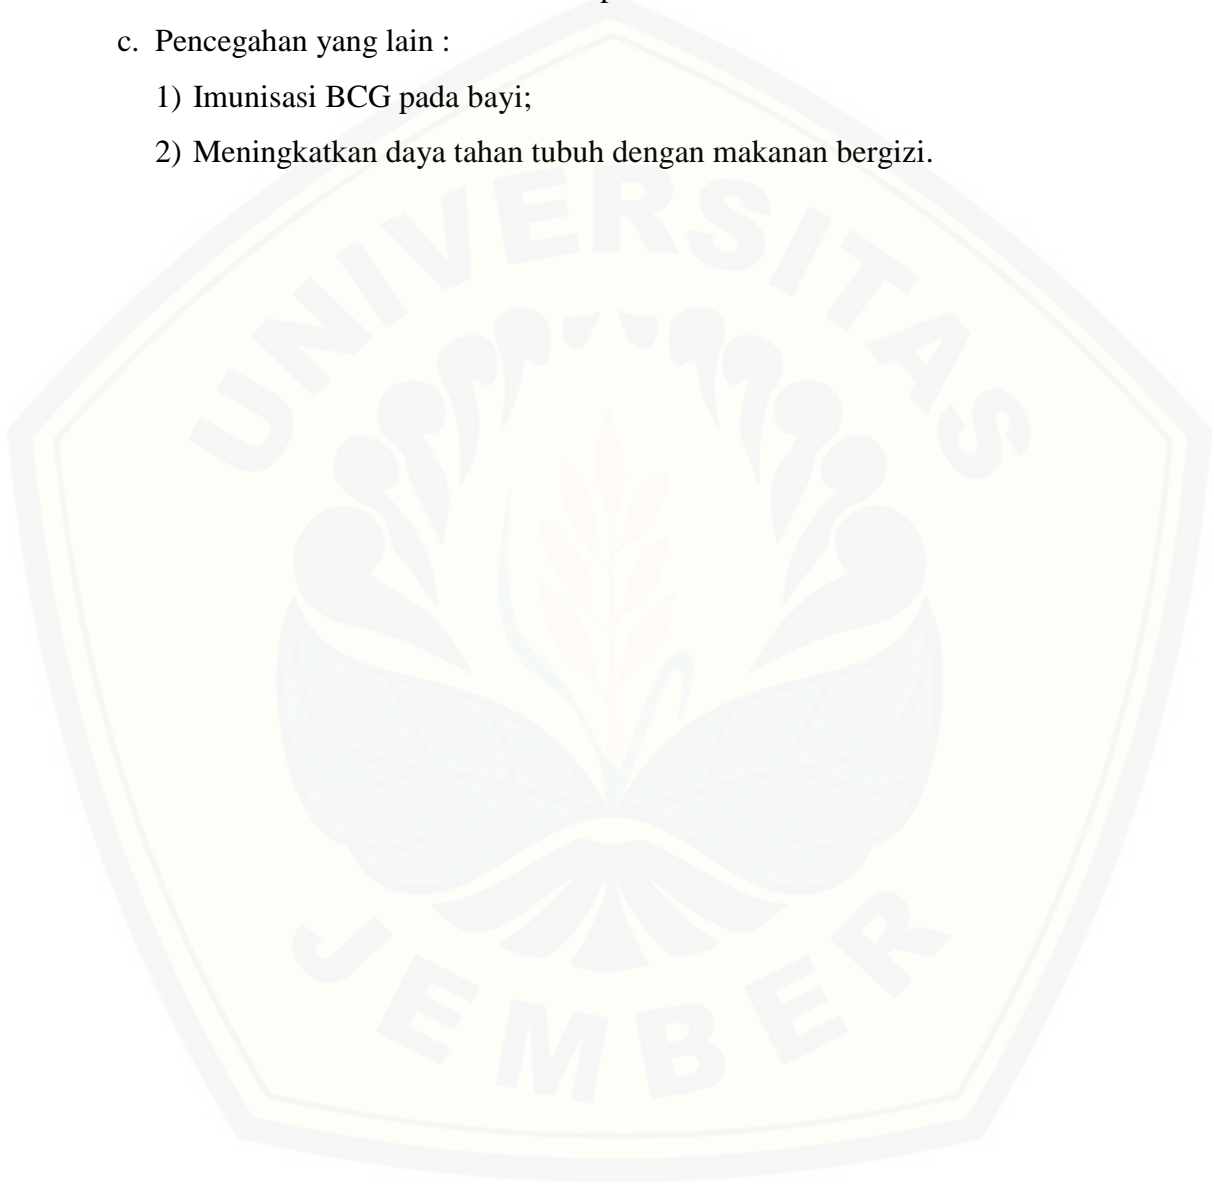 c. Pencegahan yang lain :
1) Imunisasi BCG pada bayi;
2) Meningkatkan daya tahan tubuh dengan makanan bergizi.
UNIVERSITAS
JEMBER